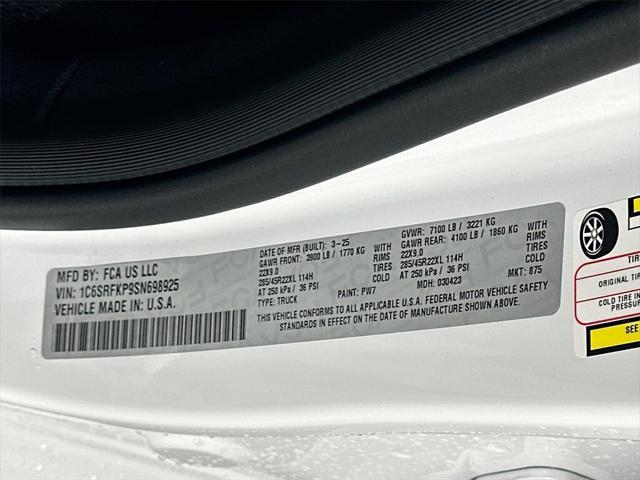 MFD BY: FCA US LLC
VIN: 1C6SRFKP9SN698925
VEHICLE MADE IN U.S.A.
DATE OF MFR (BUILT): 3-25
GAWR FRONT: 3900 LB / 1770 KG WITH
22X9.0 RIMS
285/45R22XL 114H TIRES
AT 250 kPa / 36 PSI COLD
TYPE: TRUCK PAINT: PW7
GVWR: 7100 LB / 3221 KG
GAWR REAR: 4100 LB / 1860 KG WITH
22X9.0 RIMS
285/45R22XL 114H TIRES
AT 250 kPa / 36 PSI COLD
MDH: 030423 MKT: 875
THIS VEHICLE CONFORMS TO ALL APPLICABLE U.S.A. FEDERAL MOTOR VEHICLE SAFETY
STANDARDS IN EFFECT ON THE DATE OF MANUFACTURE SHOWN ABOVE
TIR
COLD TIRE IN
PRESSUR
SEE